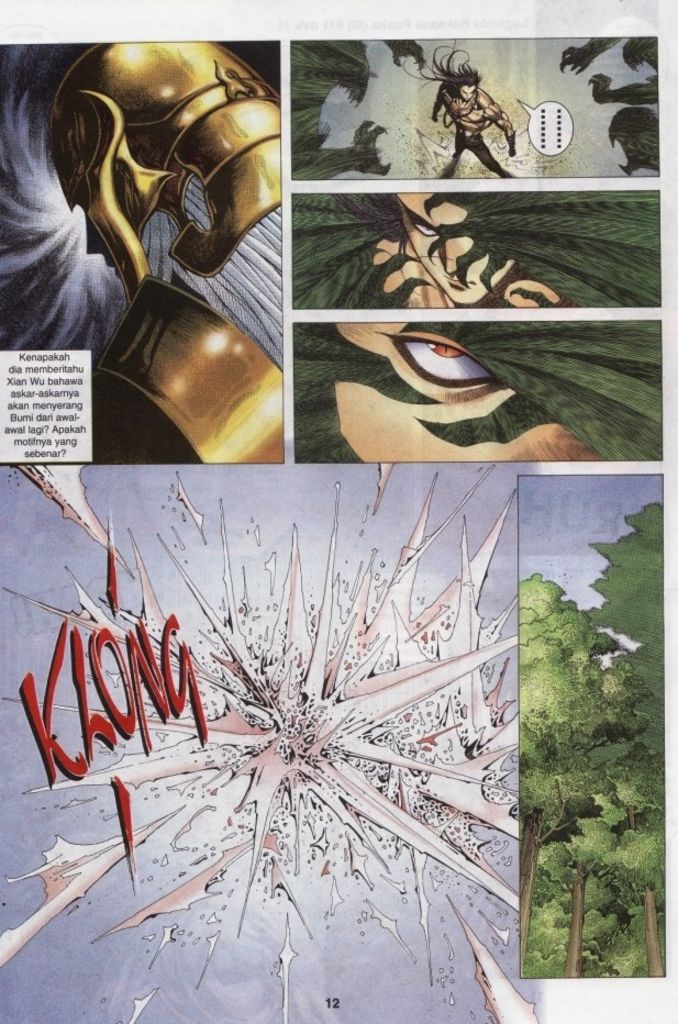 Kenapakah
dia memberitahu
Xian Wu bahawa
askar-askarnya
akan menyerang
Bumi dari awal-
awal lagi? Apakah
motifnya yang
sebenar?
KLONG
12